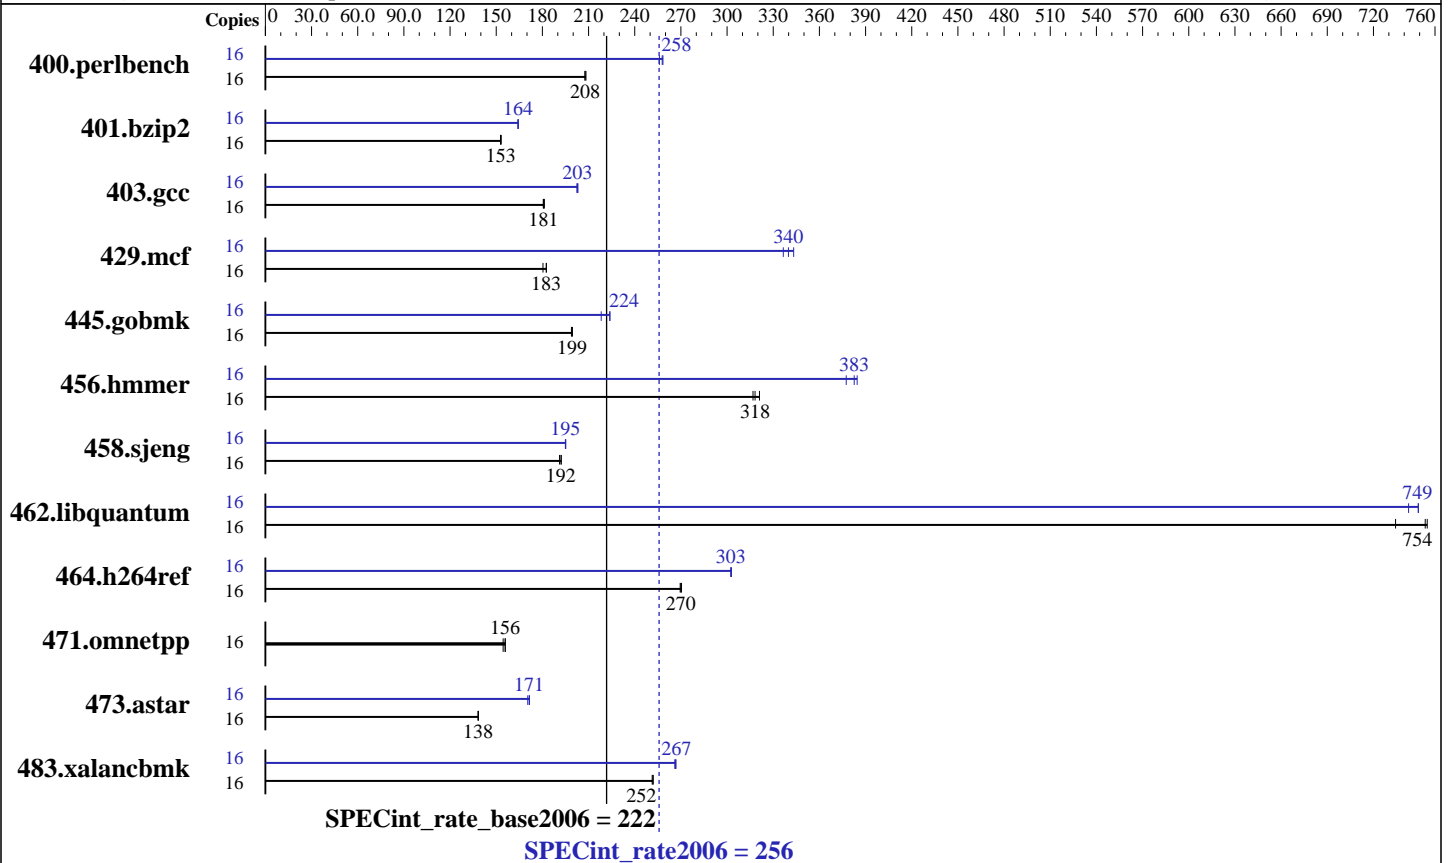 Copies 0 30.0 60.0 90.0 120 150 180 210 240 270 300 330 360 390 420 450 480 510 540 570 600 630 660 690 720 760
400.perlbench 16 258
16 208
401.bzip2 16 164
16 153
403.gcc 16 203
16 181
429.mcf 16 340
16 183
445.gobmk 16 224
16 199
456.hmmer 16 383
16 318
458.sjeng 16 195
16 192
462.libquantum 16 749
16 754
464.h264ref 16 303
16 270
471.omnetpp 16 156
473.astar 16 171
16 138
483.xalancbmk 16 267
16 252
SPECint_rate_base2006 = 222
SPECint_rate2006 = 256